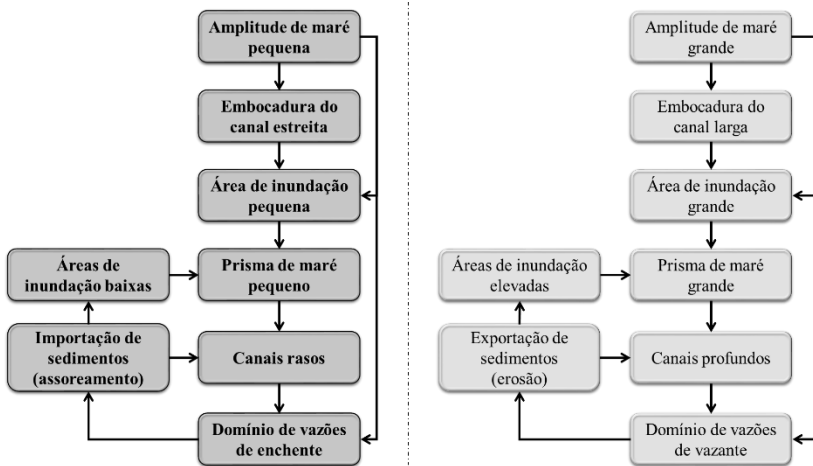 Amplitude de maré
pequena
Embocadura do
canal estreita
Área de inundação
pequena
Áreas de
inundação baixas
Prisma de maré
pequeno
Importação de
sedimentos
(assoreamento)
Canais rasos
Domínio de vazões
de enchente
Amplitude de maré
grande
Embocadura do
canal larga
Área de inundação
grande
Áreas de inundação
elevadas
Prisma de maré
grande
Exportação de
sedimentos
(erosão)
Canais profundos
Domínio de vazões
de vazante